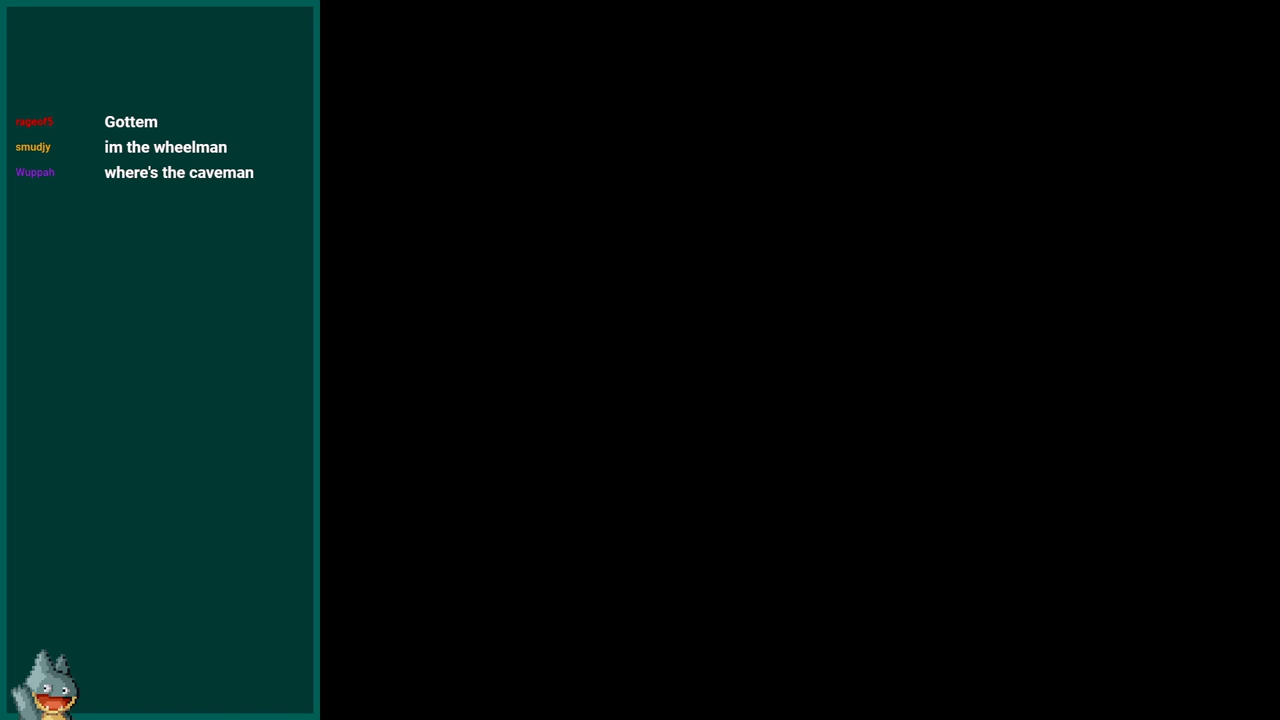 rageof5 Gottem
smudjy im the wheelman
Wuppah where's the caveman